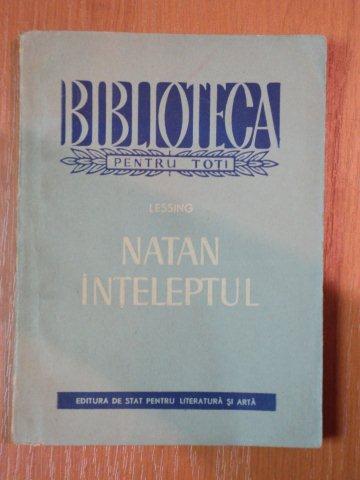 BIBLIOTECA
PENTRU TOȚI
LESSING
NATAN
ÎNȚELEPTUL
EDITURA DE STAT PENTRU LITERATURĂ ȘI ARTĂ